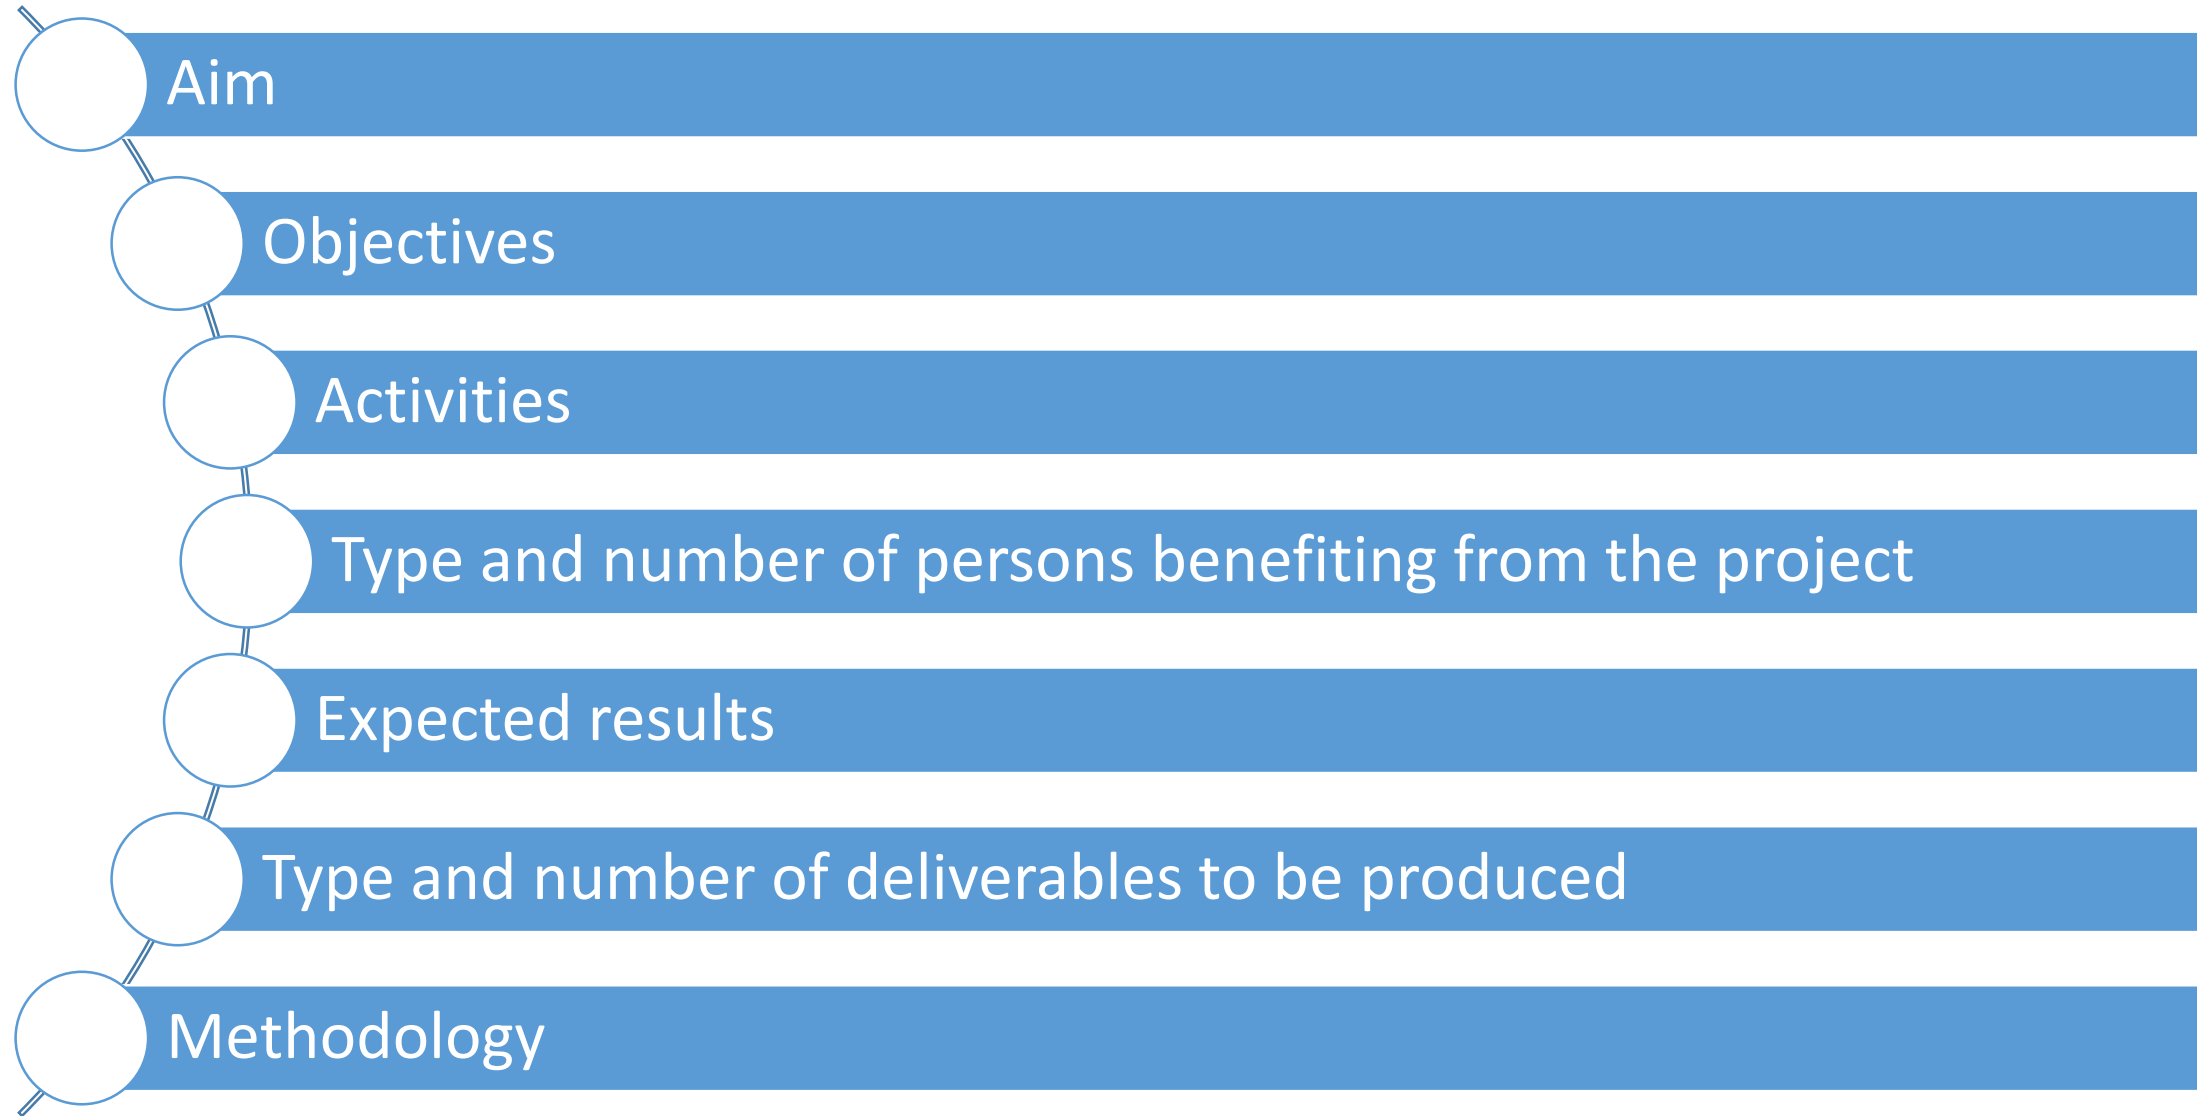 Aim
Objectives
Activities
Type and number of persons benefiting from the project
Expected results
Type and number of deliverables to be produced
Methodology